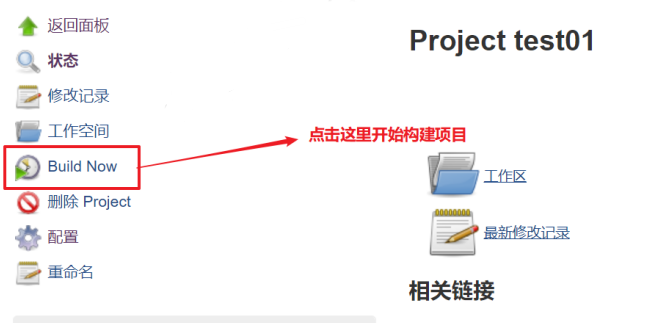 返回面板
状态
修改记录
工作空间
Build Now
删除 Project
配置
重命名
Project test01
点击这里开始构建项目
工作区
最新修改记录
相关链接